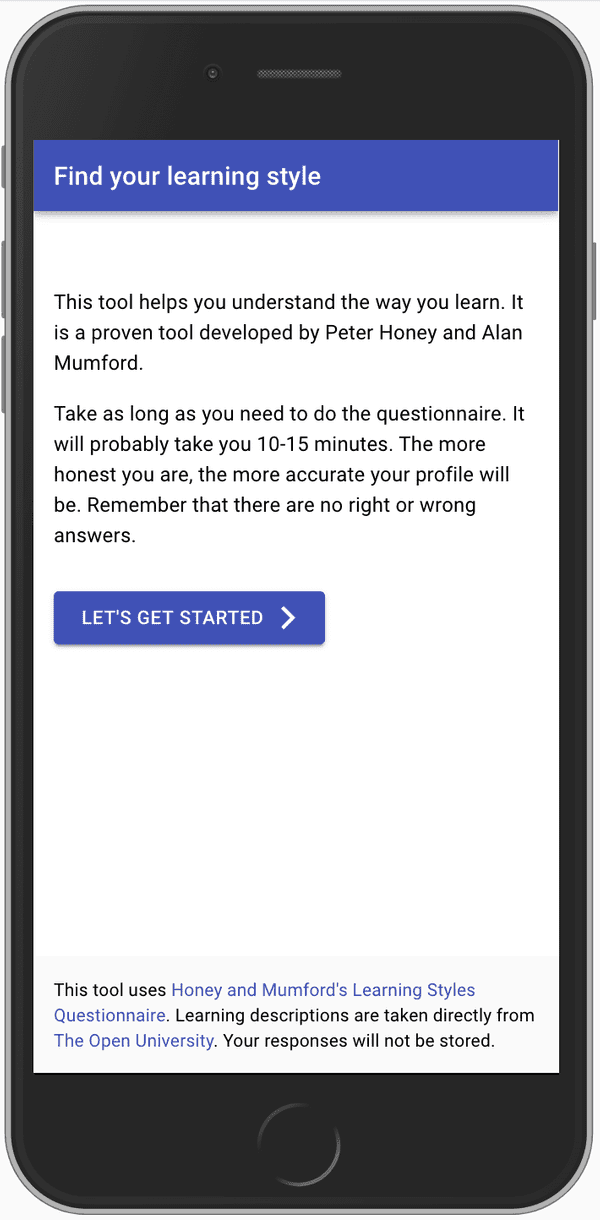 Find your learning style
This tool helps you understand the way you learn. It
is a proven tool developed by Peter Honey and Alan
Mumford.
Take as long as you need to do the questionnaire. It
will probably take you 10-15 minutes. The more
honest you are, the more accurate your profile will
be. Remember that there are no right or wrong
answers.
LET'S GET STARTED
This tool uses Honey and Mumford's Learning Styles
Questionnaire. Learning descriptions are taken directly from
The Open University. Your responses will not be stored.